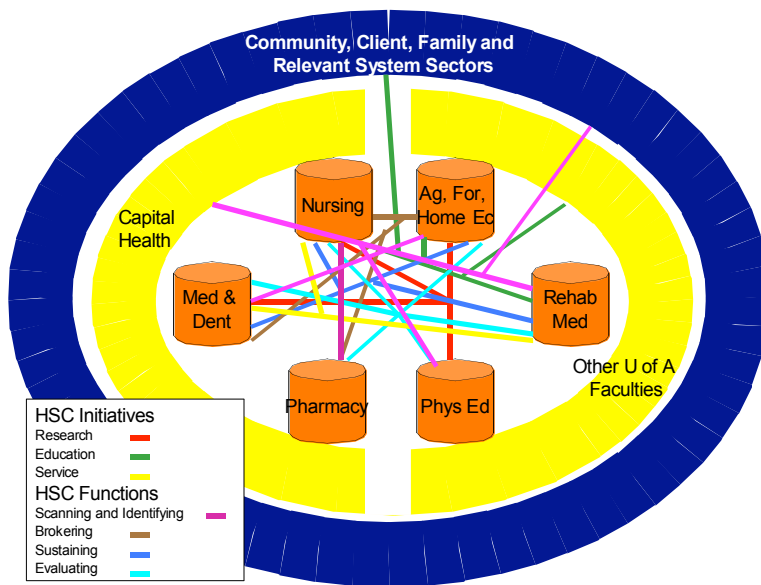 Community, Client, Family and
Relevant System Sectors
Nursing
Ag, For,
Home Ec
Capital
Health
Med &
Dent
Rehab
Med
Other U of A
Faculties
Pharmacy
Phys Ed
HSC Initiatives
Research
Education
Service
HSC Functions
Scanning and Identifying
Brokering
Sustaining
Evaluating